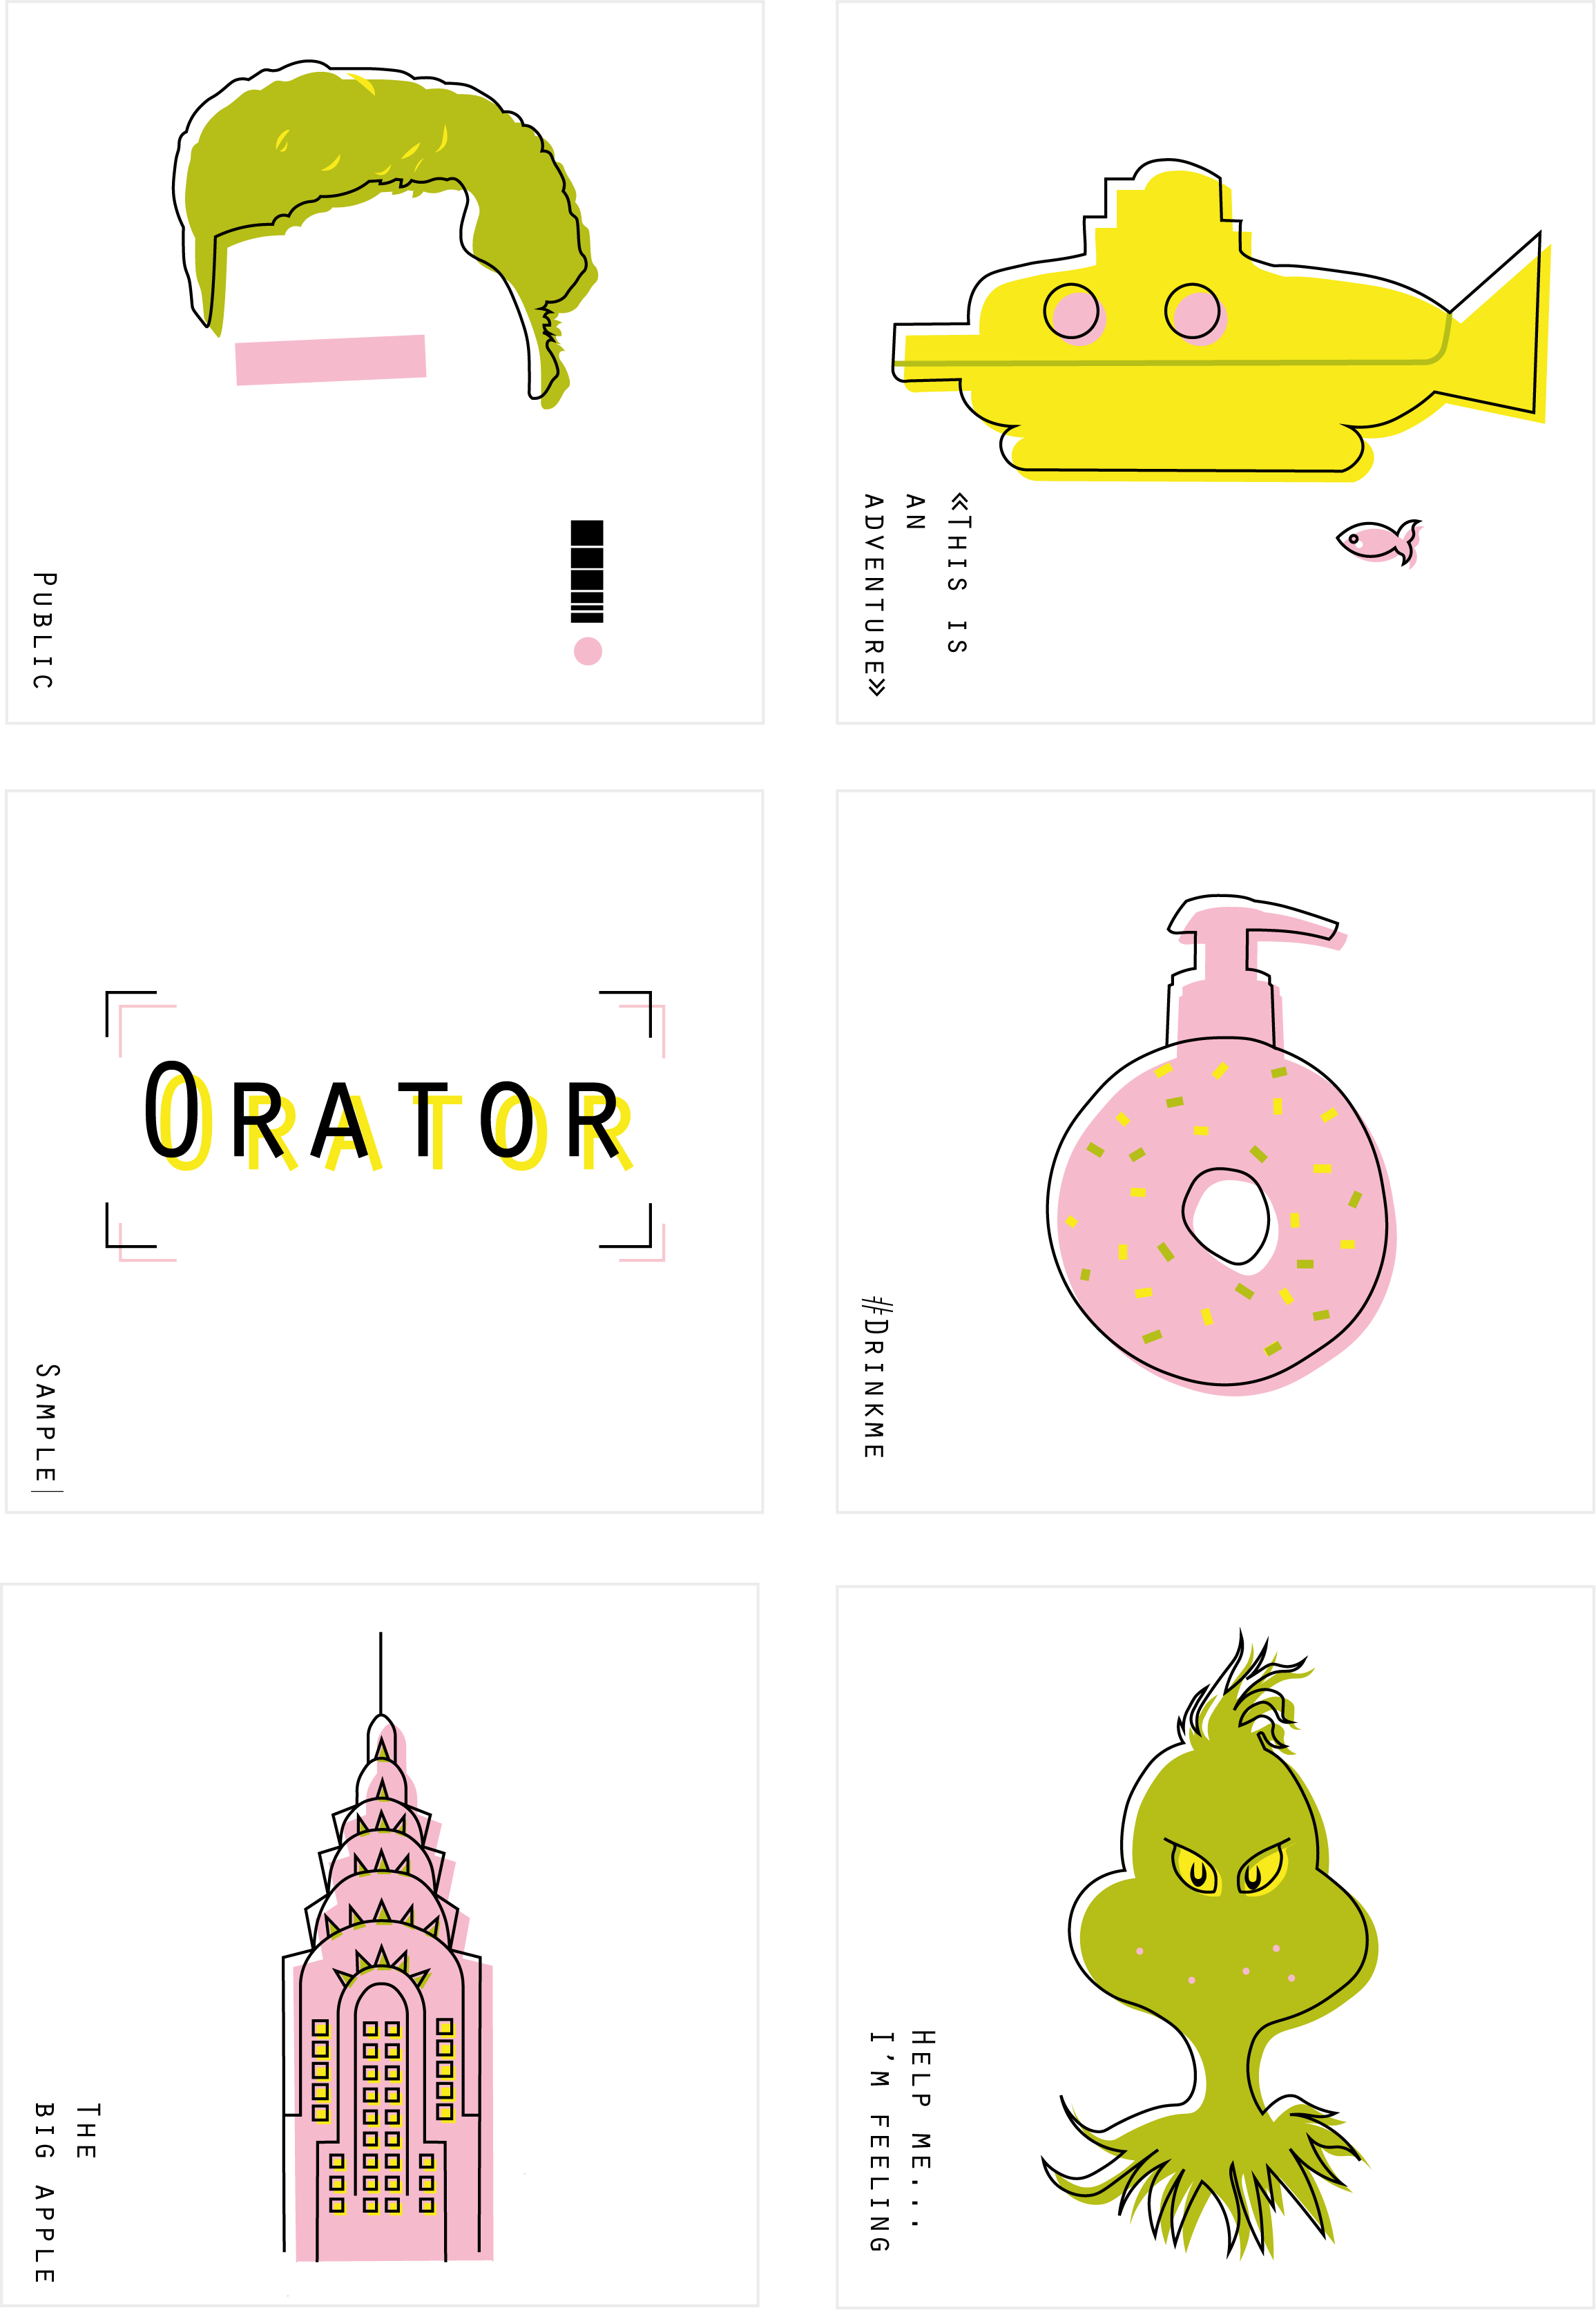 Public
«This is
an
adventure»
Orator
Sample|
#Drinkme
The
big apple
Help me...
I'm feeling